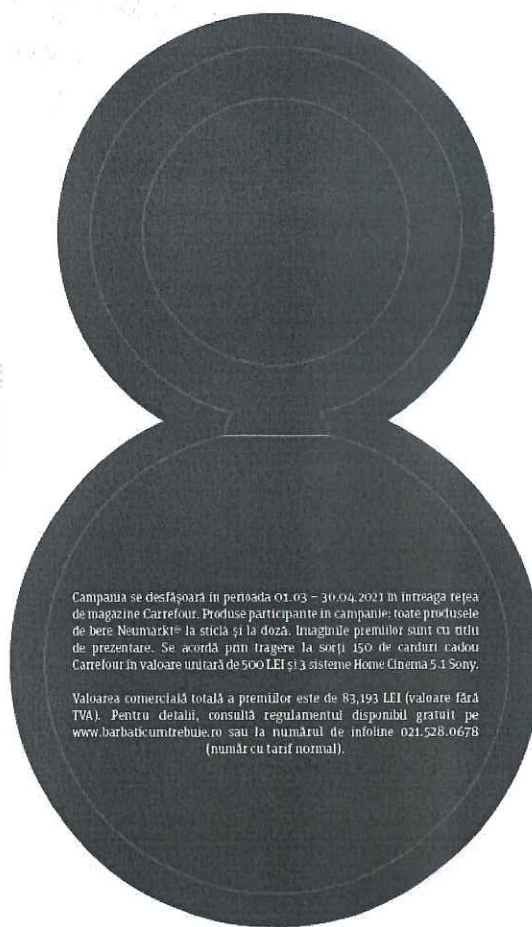 Campania se desfășoară în perioada 01.03 – 30.04.2021 în întreaga rețea
de magazine Carrefour. Produse participante în campanie: toate produsele
de bere Neumarkt® la sticlă și la doză. Imaginile premiilor sunt cu titlu
de prezentare. Se acordă prin tragere la sorți 150 de carduri cadou
Carrefour în valoare unitară de 500 LEI și 3 sisteme Home Cinema 5.1 Sony.
Valoarea comercială totală a premiilor este de 83,193 LEI (valoare fără
TVA). Pentru detalii, consultă regulamentul disponibil gratuit pe
www.barbaticumtrebuie.ro sau la numărul de infoline 021.528.0678
(număr cu tarif normal).